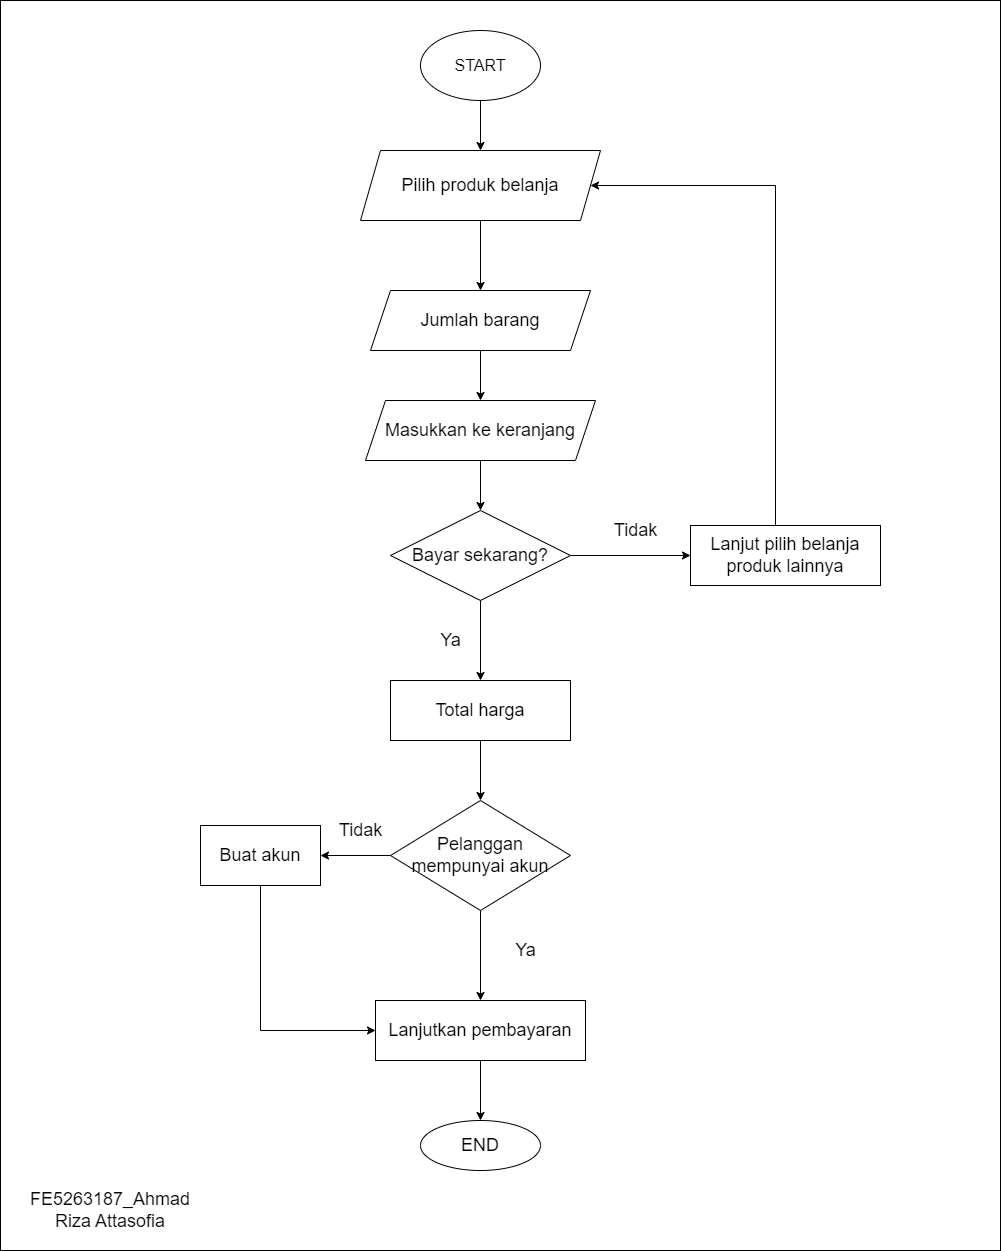 START
Pilih produk belanja
Jumlah barang
Masukkan ke keranjang
Bayar sekarang?
Tidak
Lanjut pilih belanja
produk lainnya
Ya
Total harga
Pelanggan
mempunyai akun
Tidak
Buat akun
Ya
Lanjutkan pembayaran
END
FE5263187_Ahmad
Riza Attasofia